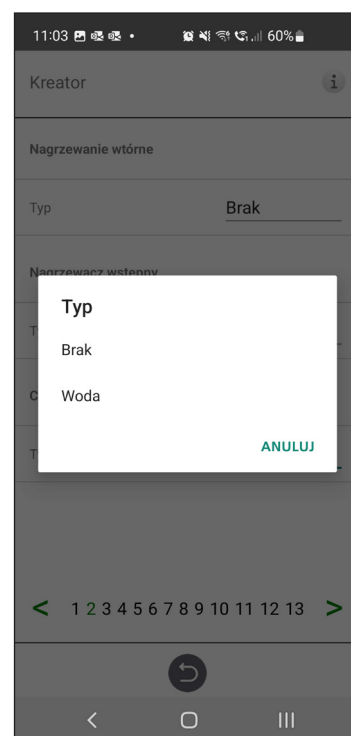 11:03 60%
Kreator i
Nagrzewanie wtórne
Typ Brak
Nagrzewacz wstępny
Typ
Brak
Woda
ANULUJ
< 1 2 3 4 5 6 7 8 9 10 11 12 13 >